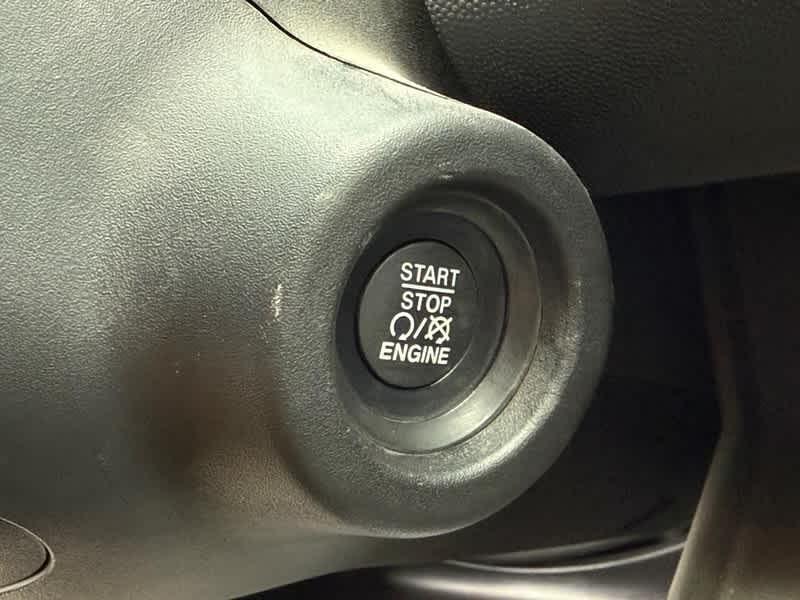 START
STOP
/
ENGINE